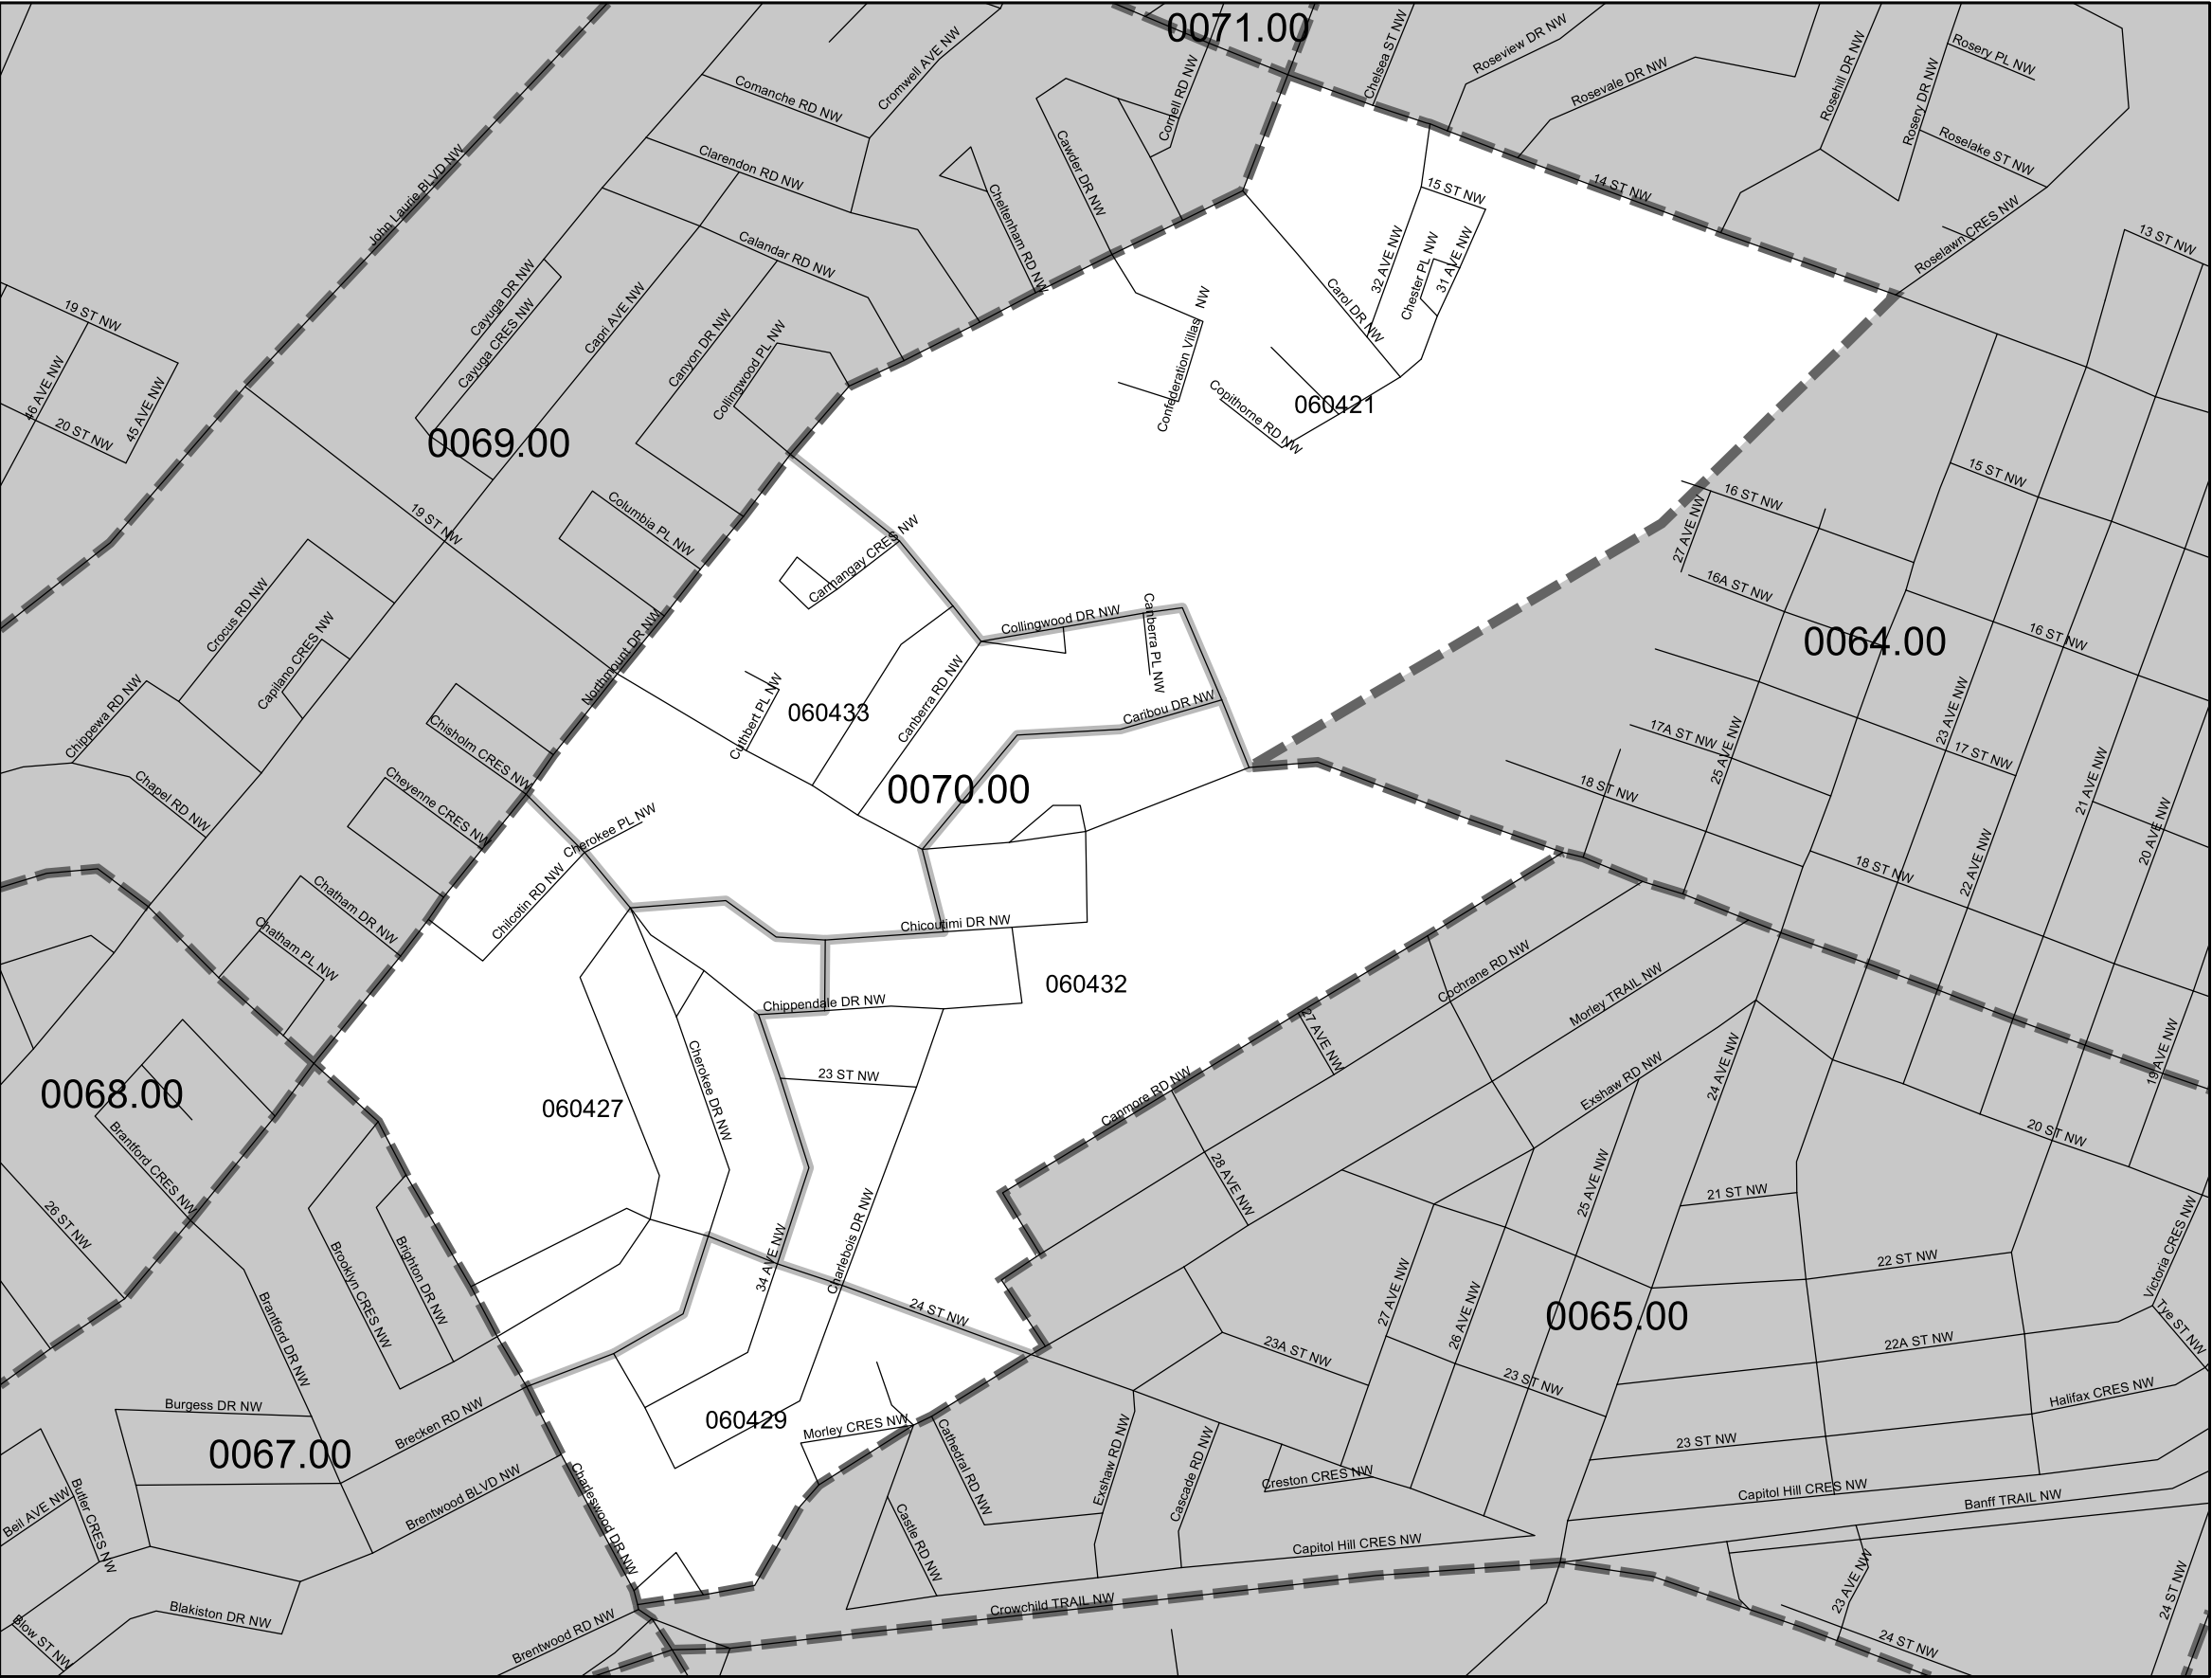 0071.00
Chelsea ST NW
Roseview DR NW
Rosevale DR NW
Rosehill DR NW
Rosery PL NW
Rosery DR NW
Roselake ST NW
Roselawn CRES NW
13 ST NW
14 ST NW
Cromwell AVE NW
Comanche RD NW
Clarendon RD NW
Calandar RD NW
Cornell RD NW
Cawder DR NW
Cheltenham RD NW
John Laurie BLVD NW
15 ST NW
32 AVE NW
Chester PL NW
31 AVE NW
Carol DR NW
Confederation Villas NW
Copithorne RD NW
060421
19 ST NW
46 AVE NW
45 AVE NW
20 ST NW
Cayuga DR NW
Cayuga CRES NW
Capri AVE NW
Canyon DR NW
Collingwood PL NW
0069.00
19 ST NW
Columbia PL NW
Carmangay CRES NW
Collingwood DR NW
Canberra PL NW
Canberra RD NW
Caribou DR NW
Cuthbert PL NW
060433
0070.00
Northmount DR NW
Crocus RD NW
Capilano CRES NW
Chippewa RD NW
Chapel RD NW
Chisholm CRES NW
Cheyenne CRES NW
Chatham DR NW
Chatham PL NW
Cherokee PL NW
Chilcotin RD NW
Chicoutimi DR NW
Chippendale DR NW
060432
23 ST NW
Cherokee DR NW
060427
34 AVE NW
Charlebois DR NW
24 ST NW
060429
Morley CRES NW
16 ST NW
15 ST NW
27 AVE NW
16A ST NW
0064.00
16 ST NW
17A ST NW
17 ST NW
18 ST NW
25 AVE NW
23 AVE NW
21 AVE NW
20 AVE NW
22 AVE NW
18 ST NW
19 AVE NW
20 ST NW
Cochrane RD NW
Morley TRAIL NW
27 AVE NW
Capmore RD NW
Exshaw RD NW
24 AVE NW
28 AVE NW
25 AVE NW
21 ST NW
22 ST NW
Victoria CRES NW
Tye ST NW
27 AVE NW
26 AVE NW
0065.00
23A ST NW
23 ST NW
22A ST NW
Halifax CRES NW
23 ST NW
Capitol Hill CRES NW
Banff TRAIL NW
Creston CRES NW
Cascade RD NW
Exshaw RD NW
Cathedral RD NW
Castle RD NW
Capitol Hill CRES NW
Crowchild TRAIL NW
23 AVE NW
24 ST NW
24 ST NW
0068.00
Brantford CRES NW
26 ST NW
Brooklyn CRES NW
Brighton DR NW
Brantford DR NW
Burgess DR NW
0067.00
Brecken RD NW
Brentwood BLVD NW
Charleswood DR NW
Beil AVE NW
Butler CRES NW
Blakiston DR NW
Blow ST NW
Brentwood RD NW